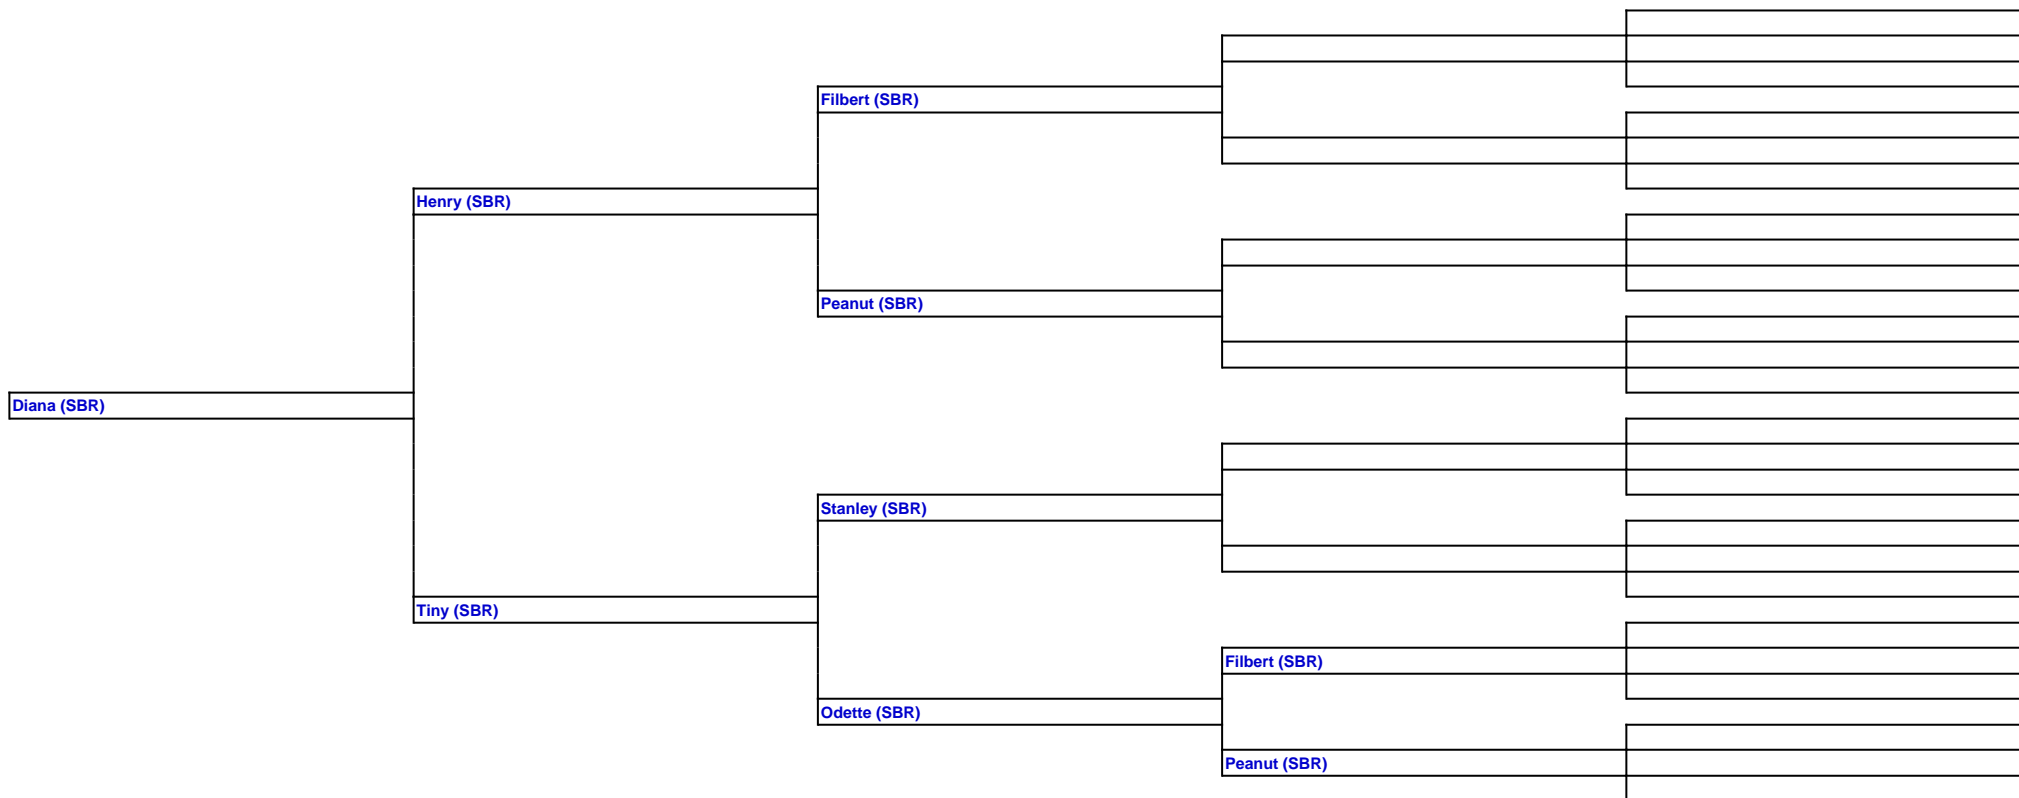 Filbert (SBR)
Henry (SBR)
Peanut (SBR)
Diana (SBR)
Stanley (SBR)
Tiny (SBR)
Filbert (SBR)
Odette (SBR)
Peanut (SBR)